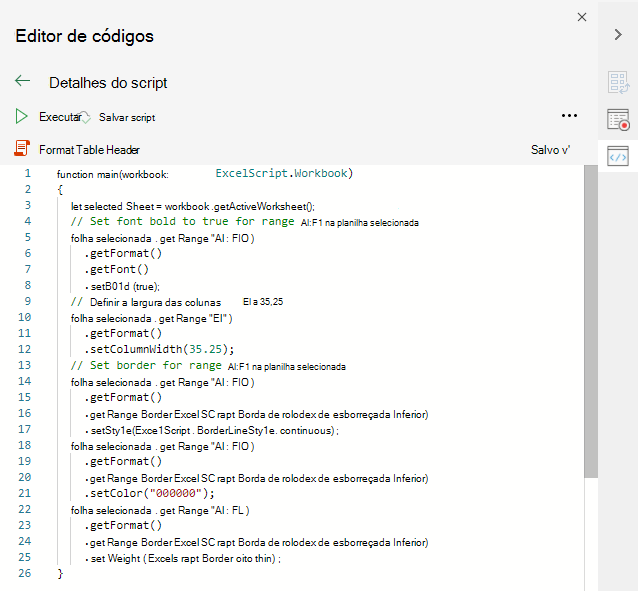 Editor de códigos
Detalhes do script
Executar Salvar script
Format Table Header Salvo v'
1 function main(workbook: ExcelScript.Workbook)
2 {
3 let selected Sheet = workbook .getActiveWorksheet();
4 // Set font bold to true for range AI:F1 na planilha selecionada
5 folha selecionada . get Range "AI : FIO )
6 .getFormat()
7 .getFont()
8 . setB01d (true);
9 // Definir a largura das colunas EI a 35,25
10 folha selecionada . get Range "EI" )
11 .getFormat()
12 .setColumnWidth(35.25);
13 // Set border for range AI:F1 na planilha selecionada
14 folha selecionada . get Range "AI : FIO )
15 .getFormat()
16 . get Range Border Excel SC rapt Borda de rolodex de esborreçada Inferior)
17 . setSty1e(Exce1Script . BorderLineSty1e. continuous) ;
18 folha selecionada . get Range "AI : FIO )
19 .getFormat()
20 . get Range Border Excel SC rapt Borda de rolodex de esborreçada Inferior)
21 .setColor("000000");
22 folha selecionada . get Range "AI : FL )
23 .getFormat()
24 . get Range Border Excel SC rapt Borda de rolodex de esborreçada Inferior)
25 . set Weight ( Excels rapt Border oito thin) ;
26 }